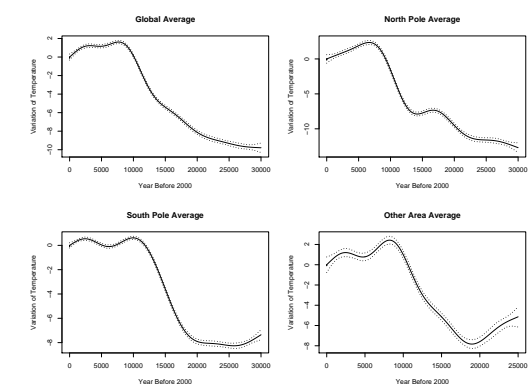 Global Average
Variation of Temperature
2
0
−2
−4
−6
−8
−10
0 5000 10000 15000 20000 25000 30000
Year Before 2000
North Pole Average
Variation of Temperature
0
−5
−10
0 5000 10000 15000 20000 25000 30000
Year Before 2000
South Pole Average
Variation of Temperature
0
−2
−4
−6
−8
0 5000 10000 15000 20000 25000 30000
Year Before 2000
Other Area Average
Variation of Temperature
2
0
−2
−4
−6
−8
0 5000 10000 15000 20000 25000
Year Before 2000